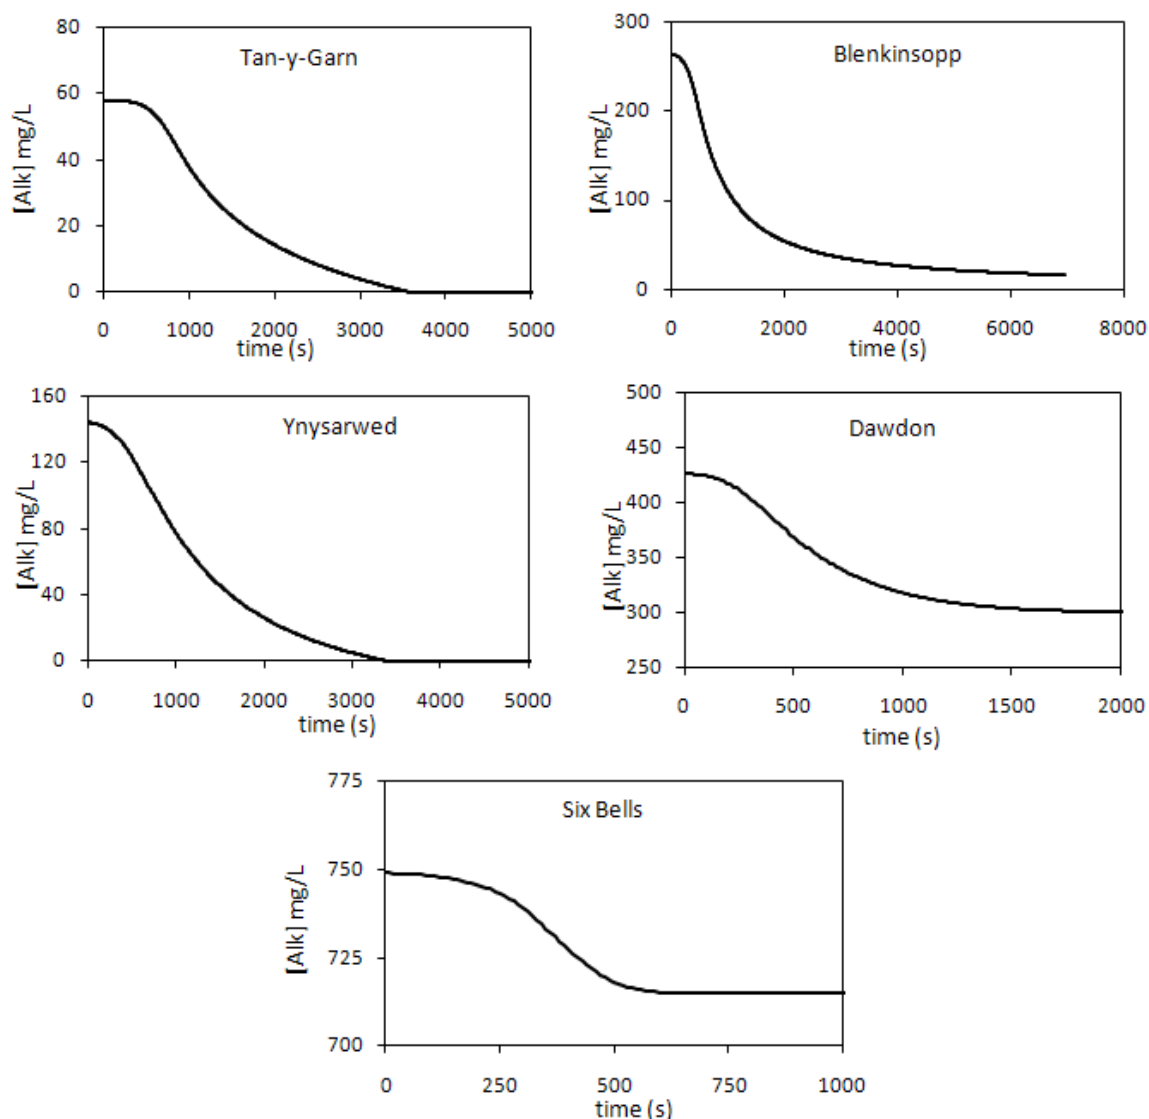 Tan-y-Garn
[Alk] mg/L
80
60
40
20
0
0 1000 2000 3000 4000 5000
time (s)
Blenkinsopp
[Alk] mg/L
300
200
100
0
0 2000 4000 6000 8000
time (s)
Ynysarwed
[Alk] mg/L
160
120
80
40
0
0 1000 2000 3000 4000 5000
time (s)
Dawdon
[Alk] mg/L
500
450
400
350
300
250
0 500 1000 1500 2000
time (s)
Six Bells
[Alk] mg/L
775
750
725
700
0 250 500 750 1000
time (s)